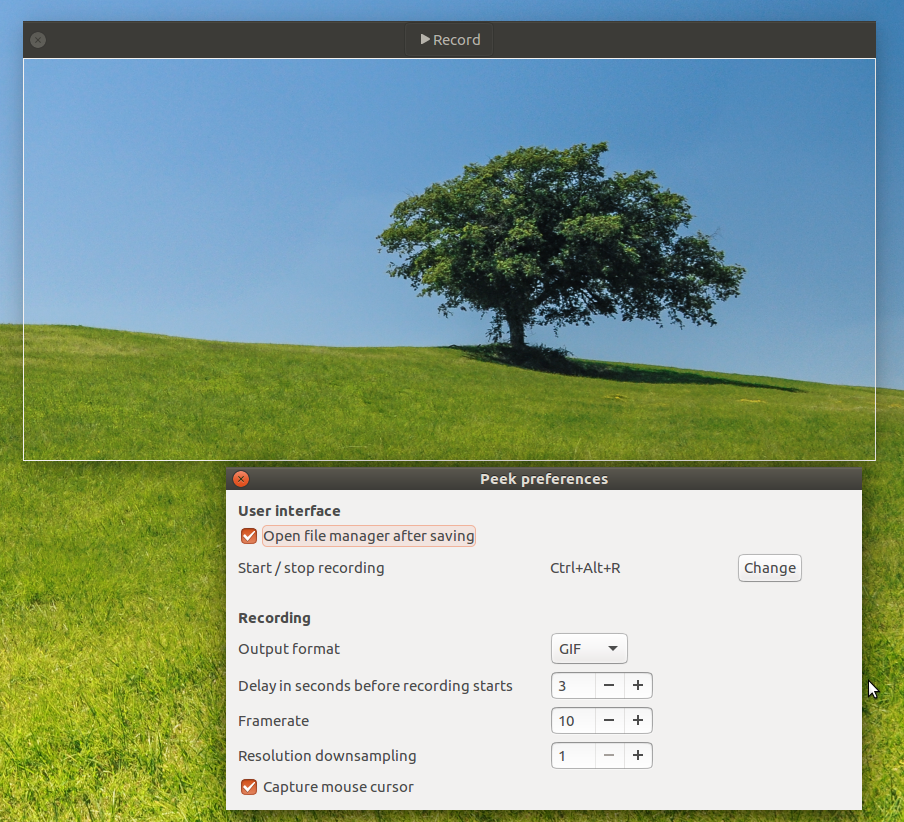 Record
Peek preferences
User interface
Open file manager after saving
Start / stop recording Ctrl+Alt+R Change
Recording
Output format GIF
Delay in seconds before recording starts 3 − +
Framerate 10 − +
Resolution downsampling 1 − +
Capture mouse cursor